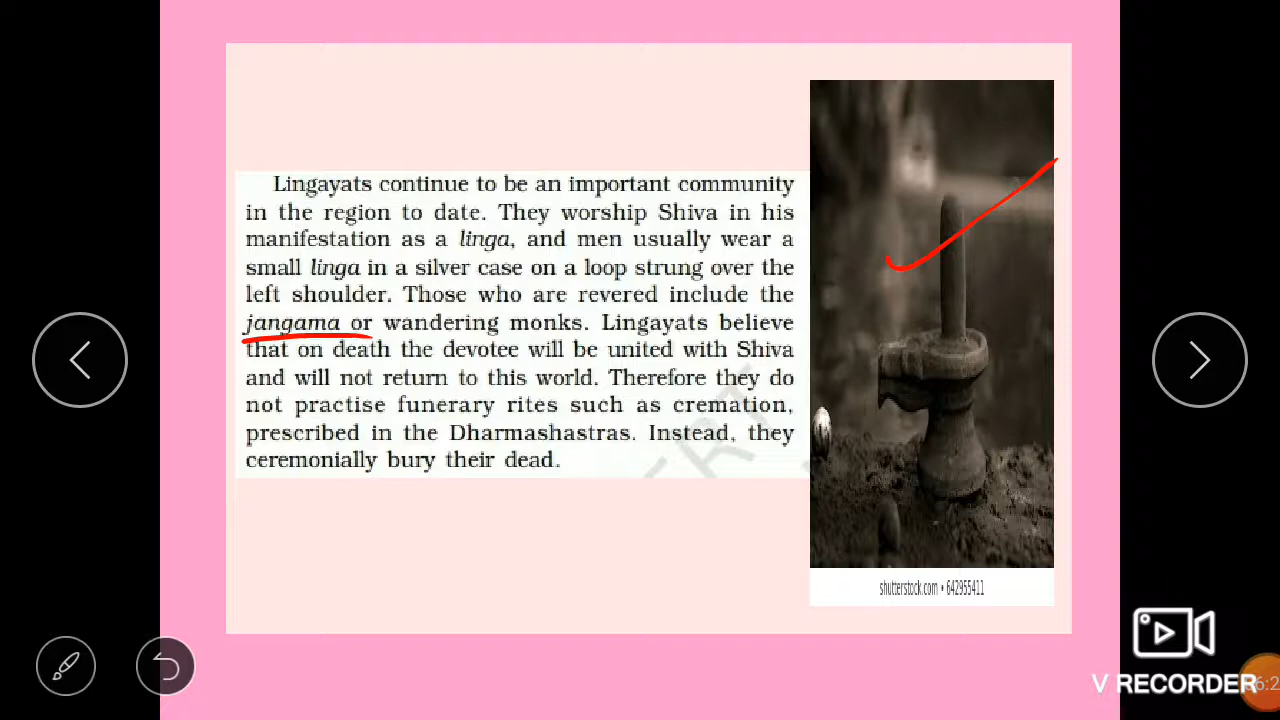 Lingayats continue to be an important community
in the region to date. They worship Shiva in his
manifestation as a linga, and men usually wear a
small linga in a silver case on a loop strung over the
left shoulder. Those who are revered include the
jangama or wandering monks. Lingayats believe
that on death the devotee will be united with Shiva
and will not return to this world. Therefore they do
not practise funerary rites such as cremation,
prescribed in the Dharmashastras. Instead, they
ceremonially bury their dead.
shutterstock.com • 642955411
V RECORDER